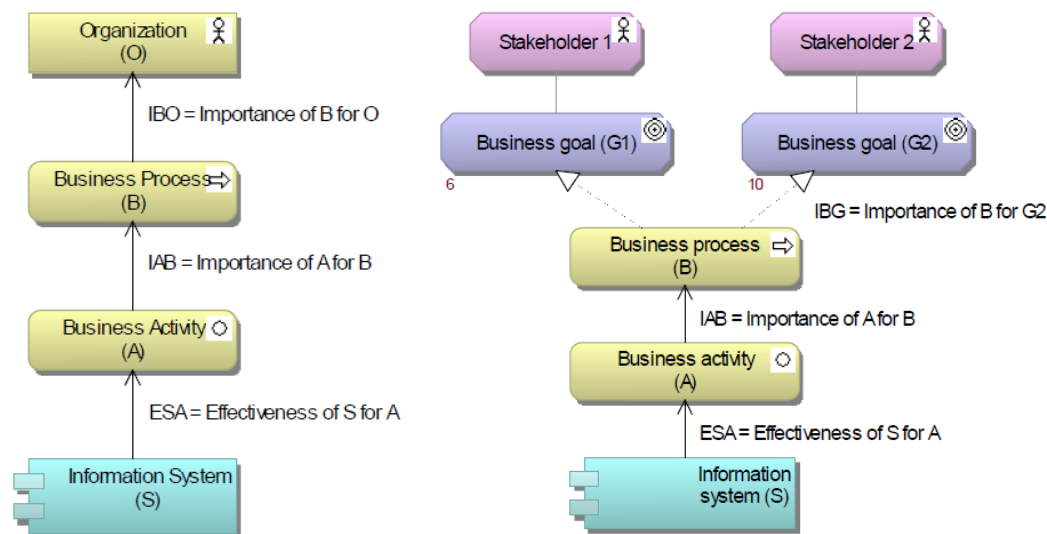 Organization
(O)
IBO = Importance of B for O
Business Process
(B)
IAB = Importance of A for B
Business Activity
(A)
ESA = Effectiveness of S for A
Information System
(S)
Stakeholder 1
Stakeholder 2
Business goal (G1)
Business goal (G2)
6
10
IBG = Importance of B for G2
Business process
(B)
IAB = Importance of A for B
Business activity
(A)
ESA = Effectiveness of S for A
Information
system (S)